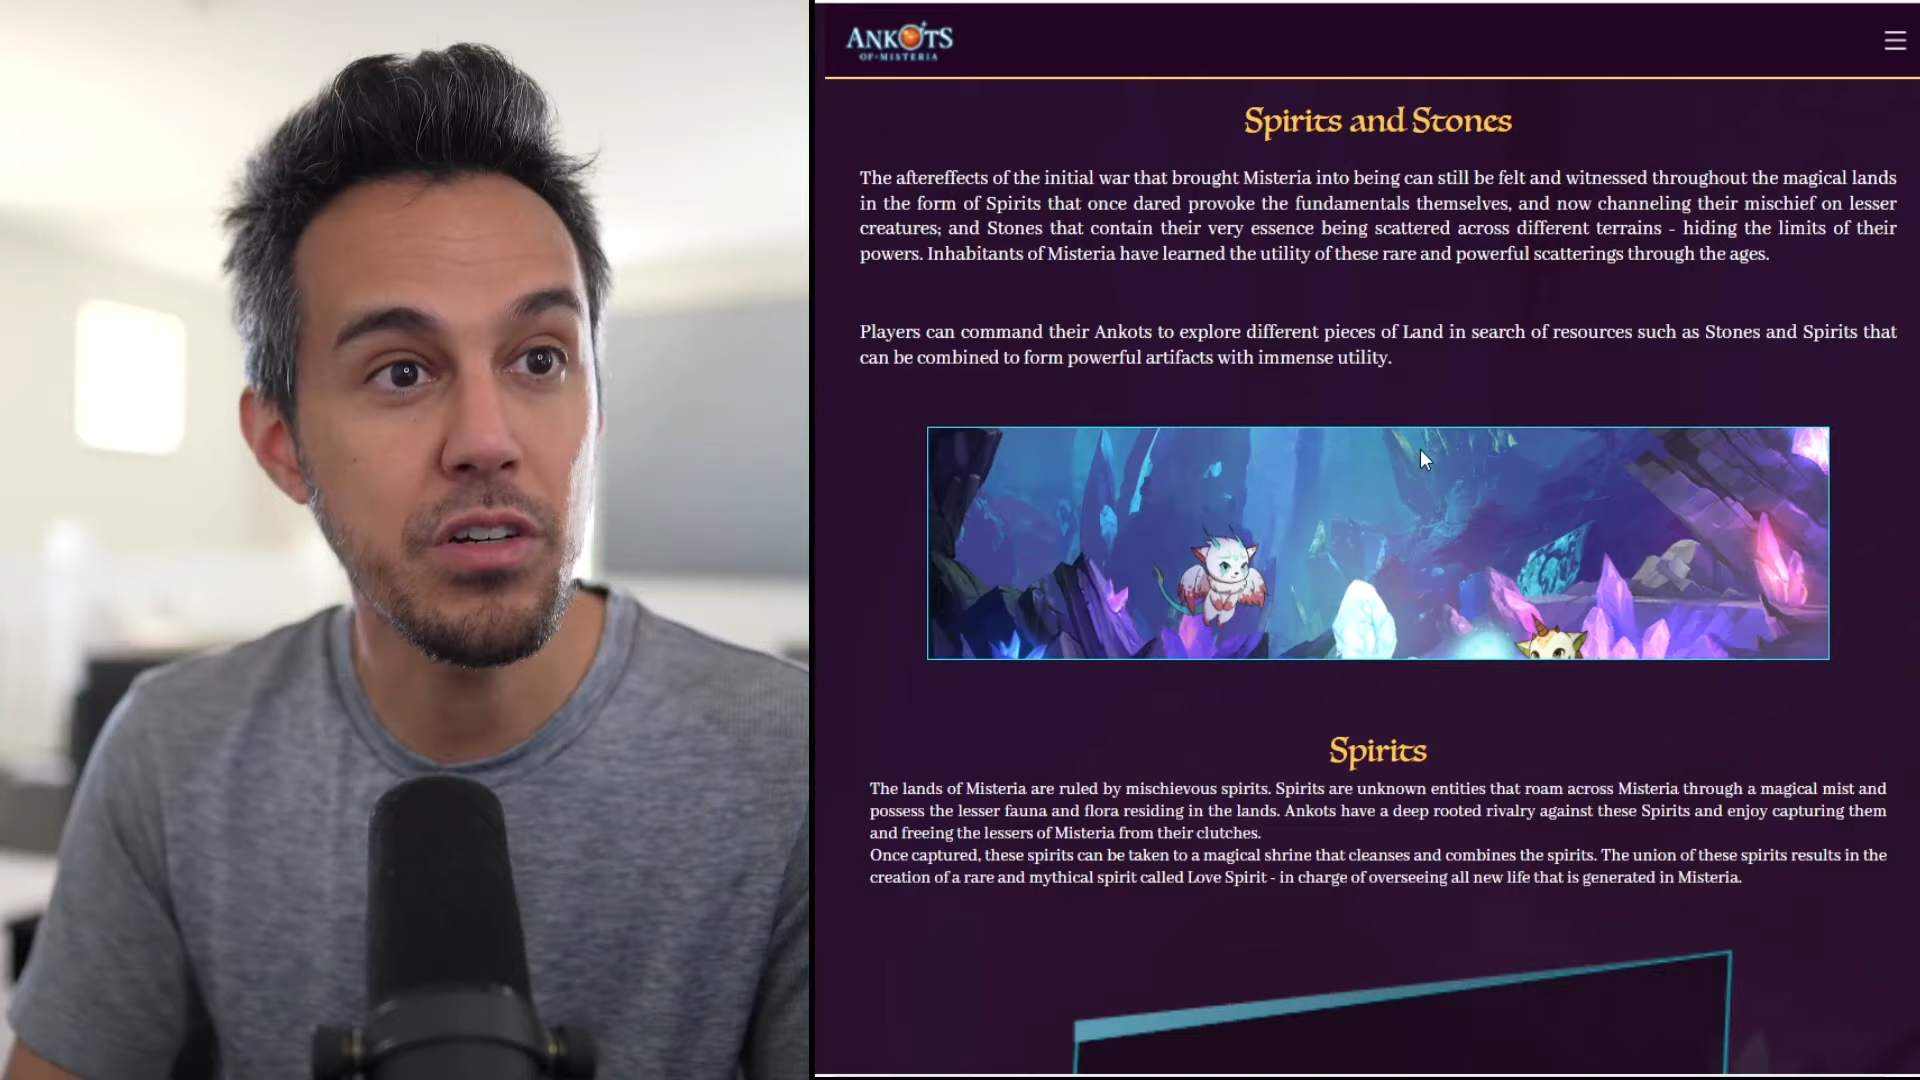 ANKOTS
OF·MISTERIA
Spirits and Stones
The aftereffects of the initial war that brought Misteria into being can still be felt and witnessed throughout the magical lands
in the form of Spirits that once dared provoke the fundamentals themselves, and now channeling their mischief on lesser
creatures; and Stones that contain their very essence being scattered across different terrains - hiding the limits of their
powers. Inhabitants of Misteria have learned the utility of these rare and powerful scatterings through the ages.
Players can command their Ankots to explore different pieces of Land in search of resources such as Stones and Spirits that
can be combined to form powerful artifacts with immense utility.
Spirits
The lands of Misteria are ruled by mischievous spirits. Spirits are unknown entities that roam across Misteria through a magical mist and
possess the lesser fauna and flora residing in the lands. Ankots have a deep rooted rivalry against these Spirits and enjoy capturing them
and freeing the lessers of Misteria from their clutches.
Once captured, these spirits can be taken to a magical shrine that cleanses and combines the spirits. The union of these spirits results in the
creation of a rare and mythical spirit called Love Spirit - in charge of overseeing all new life that is generated in Misteria.